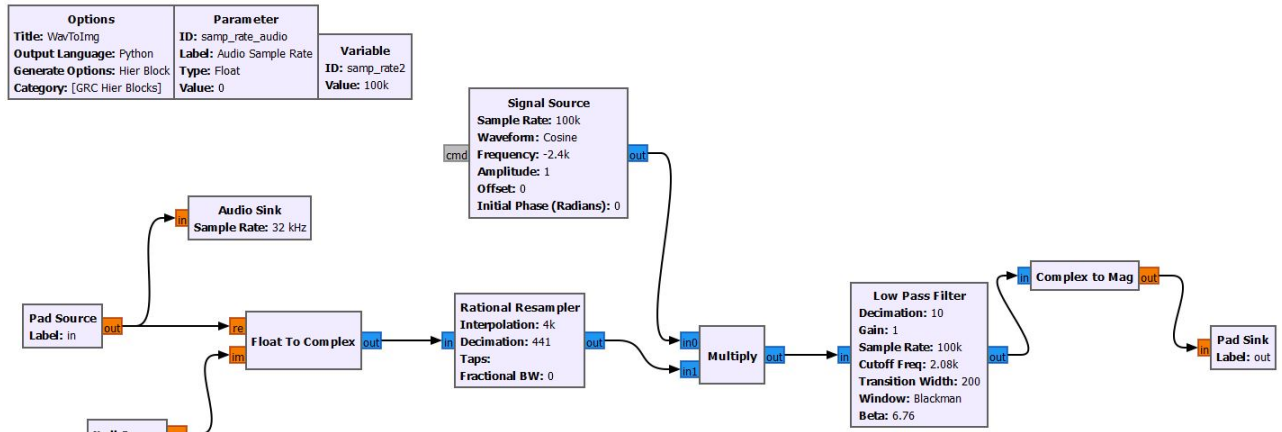 Options
Title: WavToImg
Output Language: Python
Generate Options: Hier Block
Category: [GRC Hier Blocks]
Parameter
ID: samp_rate_audio
Label: Audio Sample Rate
Type: Float
Value: 0
Variable
ID: samp_rate2
Value: 100k
Signal Source
Sample Rate: 100k
Waveform: Cosine
Frequency: -2.4k
Amplitude: 1
Offset: 0
Initial Phase (Radians): 0
cmd
out
Audio Sink
Sample Rate: 32 kHz
in
Pad Source
Label: in
out
Float To Complex
re
im
out
Rational Resampler
Interpolation: 4k
Decimation: 441
Taps:
Fractional BW: 0
in
out
Multiply
in0
in1
out
Low Pass Filter
Decimation: 10
Gain: 1
Sample Rate: 100k
Cutoff Freq: 2.08k
Transition Width: 200
Window: Blackman
Beta: 6.76
in
out
in
Complex to Mag
out
in
Pad Sink
Label: out